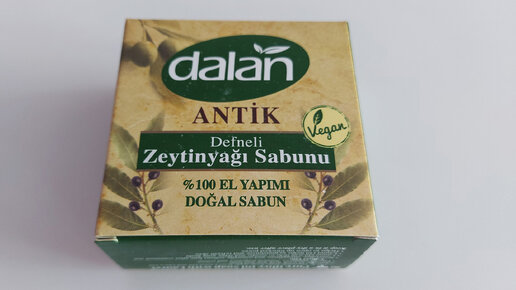 dalan
ANTİK
Vegan
Defneli
Zeytinyağı Sabunu
%100 EL YAPIMI
DOĞAL SABUN